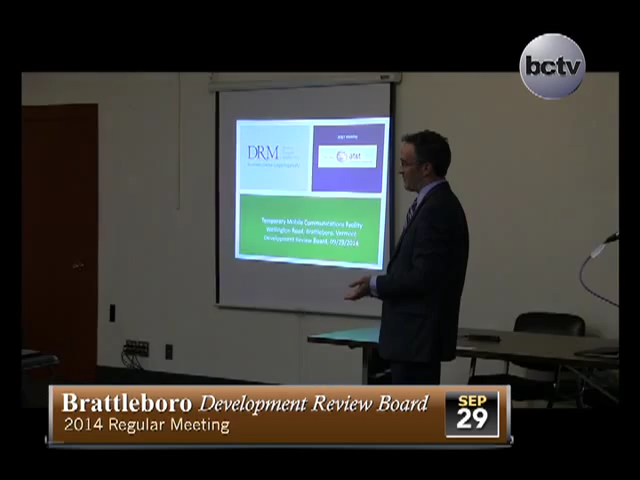 bctv
DRM
at&t
Temporary Mobile Communications Facility
Wellington Road, Brattleboro, Vermont
Development Review Board, 09/29/2014
Brattleboro Development Review Board
2014 Regular Meeting
SEP
29